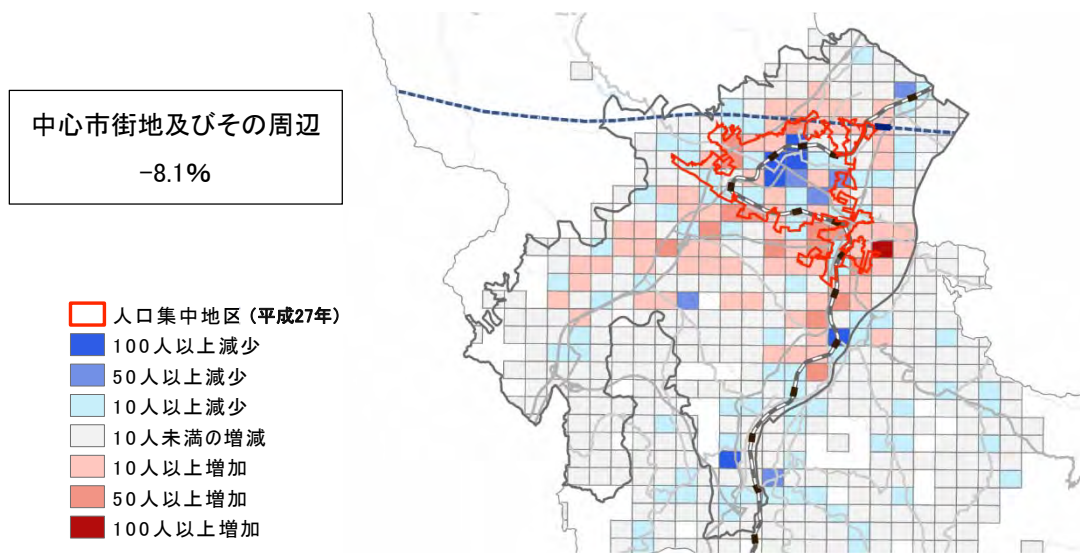 中心市街地及びその周辺
-8.1%
人口集中地区 (平成27年)
100人以上減少
50人以上減少
10人以上減少
10人未満の増減
10人以上増加
50人以上増加
100人以上増加